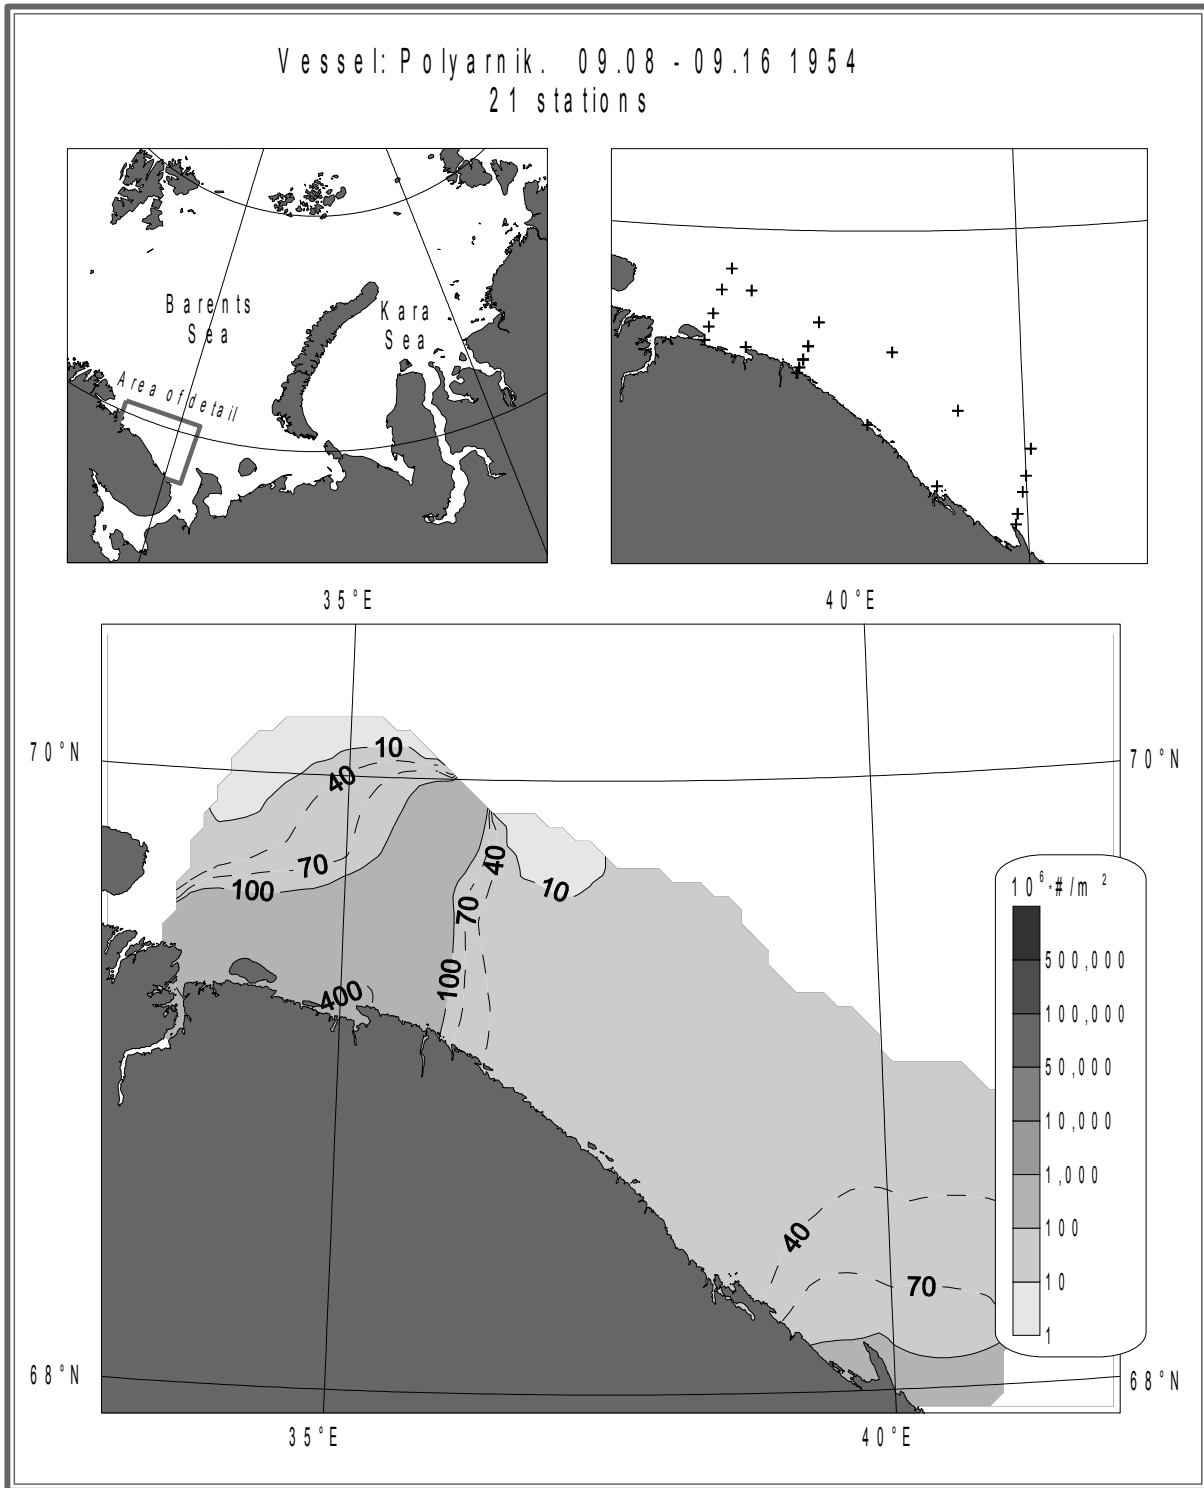 Vessel: Polyarnik. 09.08 - 09.16 1954
21 stations
Barents
Sea
Kara
Sea
Area of detail
35°E
40°E
70°N
70°N
10
40
70
100
40
10
70
100
400
10⁶·#/m²
500,000
100,000
50,000
10,000
1,000
100
10
1
40
70
68°N
68°N
35°E
40°E